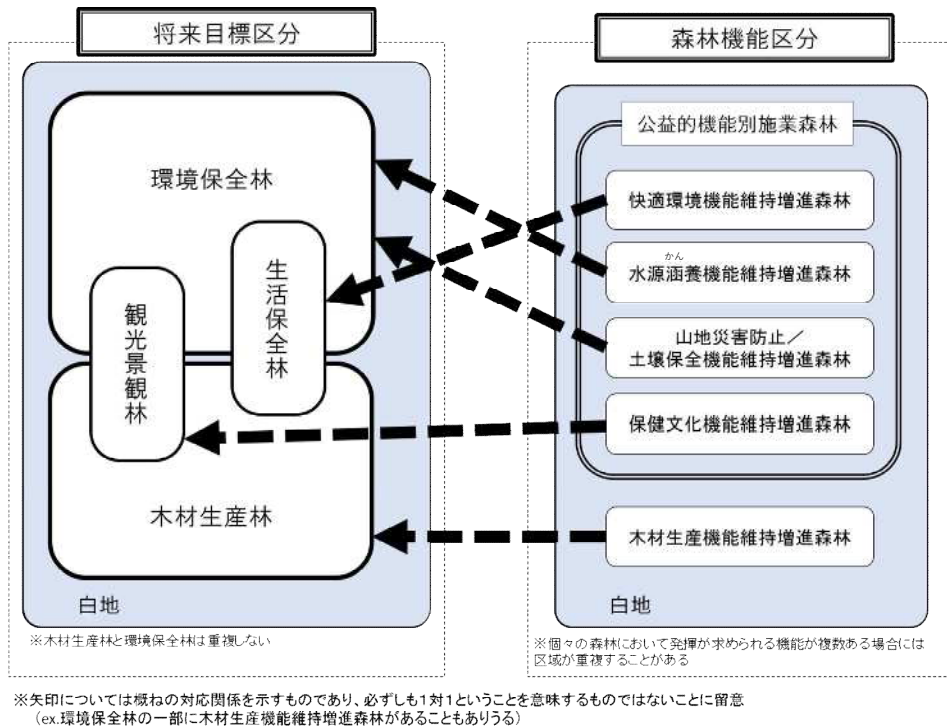 将来目標区分
環境保全林
生活保全林
観光景観林
木材生産林
白地
※木材生産林と環境保全林は重複しない
森林機能区分
公益的機能別施業森林
快適環境機能維持増進森林
かん
水源涵養機能維持増進森林
山地災害防止／
土壌保全機能維持増進森林
保健文化機能維持増進森林
木材生産機能維持増進森林
白地
※個々の森林において発揮が求められる機能が複数ある場合には
区域が重複することがある
※矢印については概ねの対応関係を示すものであり、必ずしも1対1ということを意味するものではないことに留意
(ex.環境保全林の一部に木材生産機能維持増進森林があることもありうる)